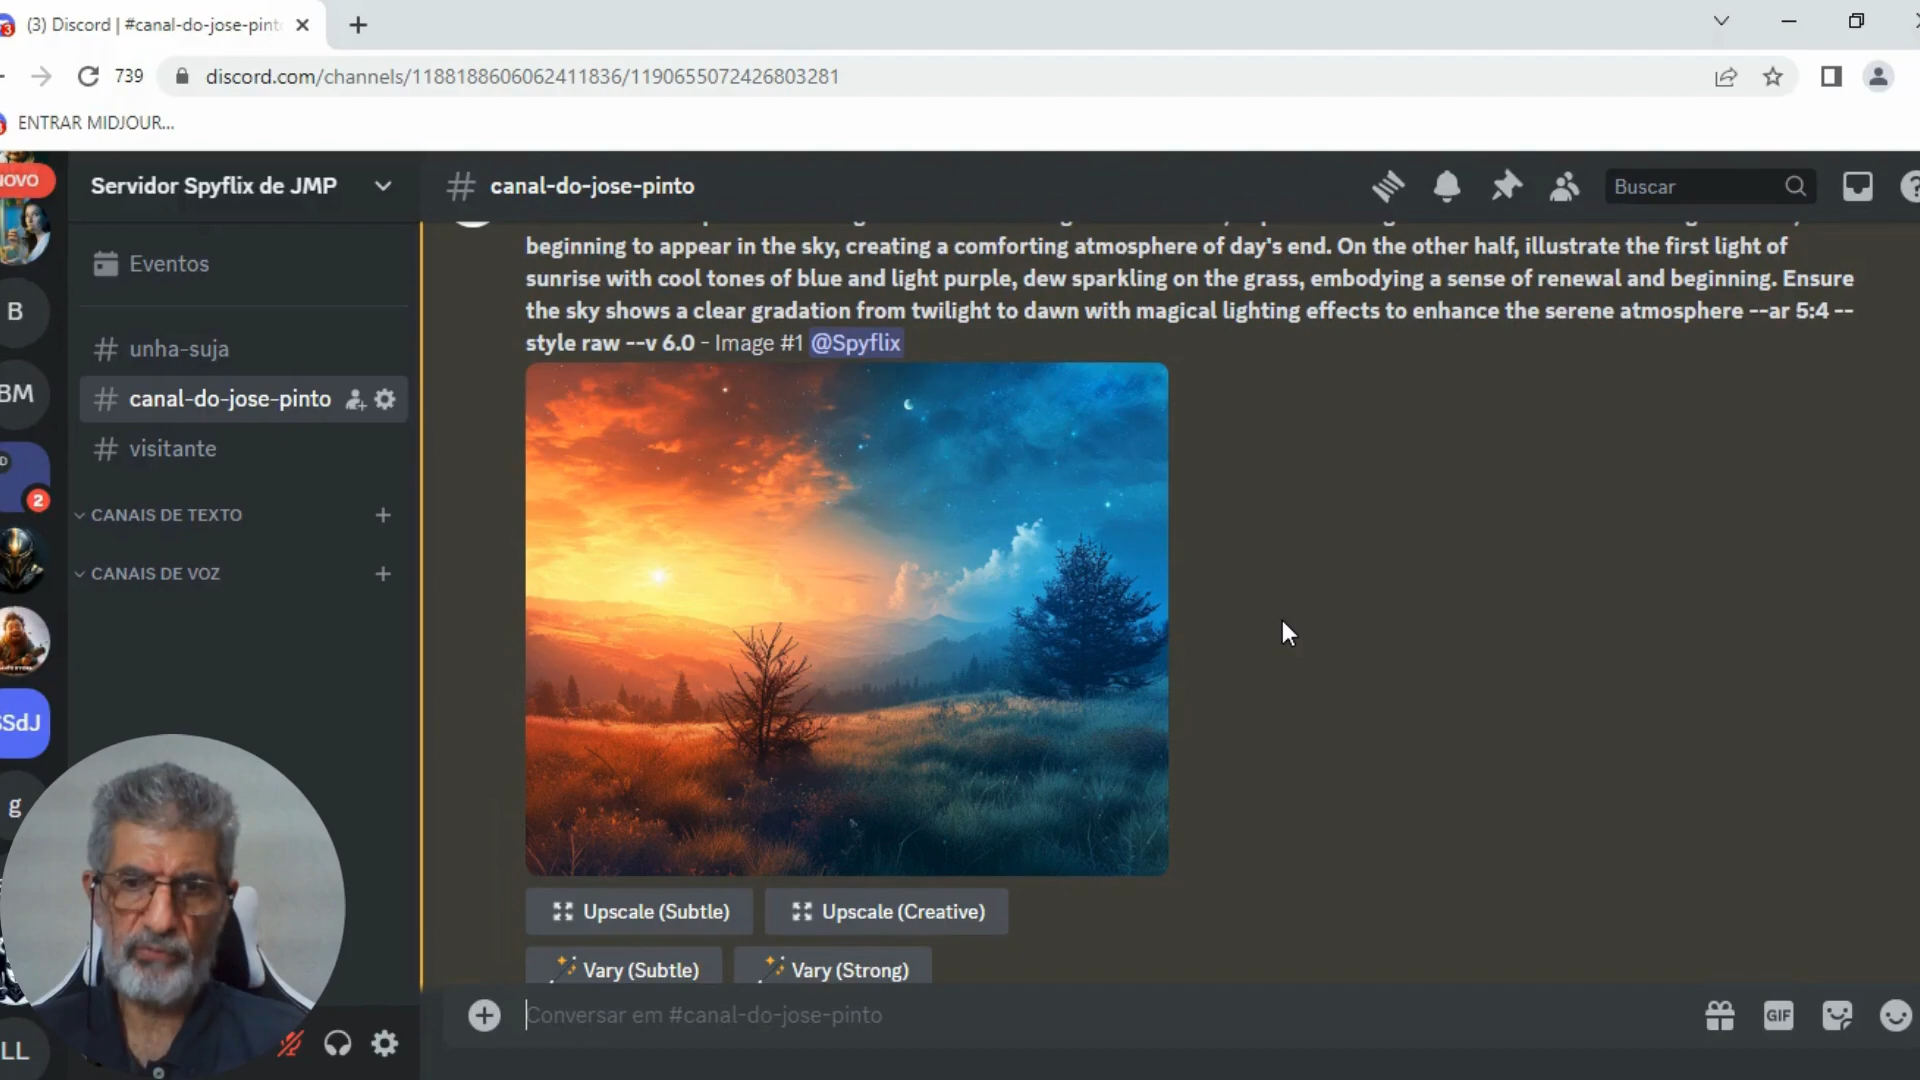 (3) Discord | #canal-do-jose-pint
739
discord.com/channels/1188188606062411836/1190655072426803281
ENTRAR MIDJOUR...
NOVO
Servidor Spyflix de JMP
canal-do-jose-pinto
Buscar
Eventos
unha-suja
canal-do-jose-pinto
visitante
CANAIS DE TEXTO
CANAIS DE VOZ
B
BM
2
SSdJ
g
LL
beginning to appear in the sky, creating a comforting atmosphere of day's end. On the other half, illustrate the first light of
sunrise with cool tones of blue and light purple, dew sparkling on the grass, embodying a sense of renewal and beginning. Ensure
the sky shows a clear gradation from twilight to dawn with magical lighting effects to enhance the serene atmosphere --ar 5:4 --
style raw --v 6.0 - Image #1 @Spyflix
Upscale (Subtle)
Upscale (Creative)
Vary (Subtle)
Vary (Strong)
Conversar em #canal-do-jose-pinto
GIF